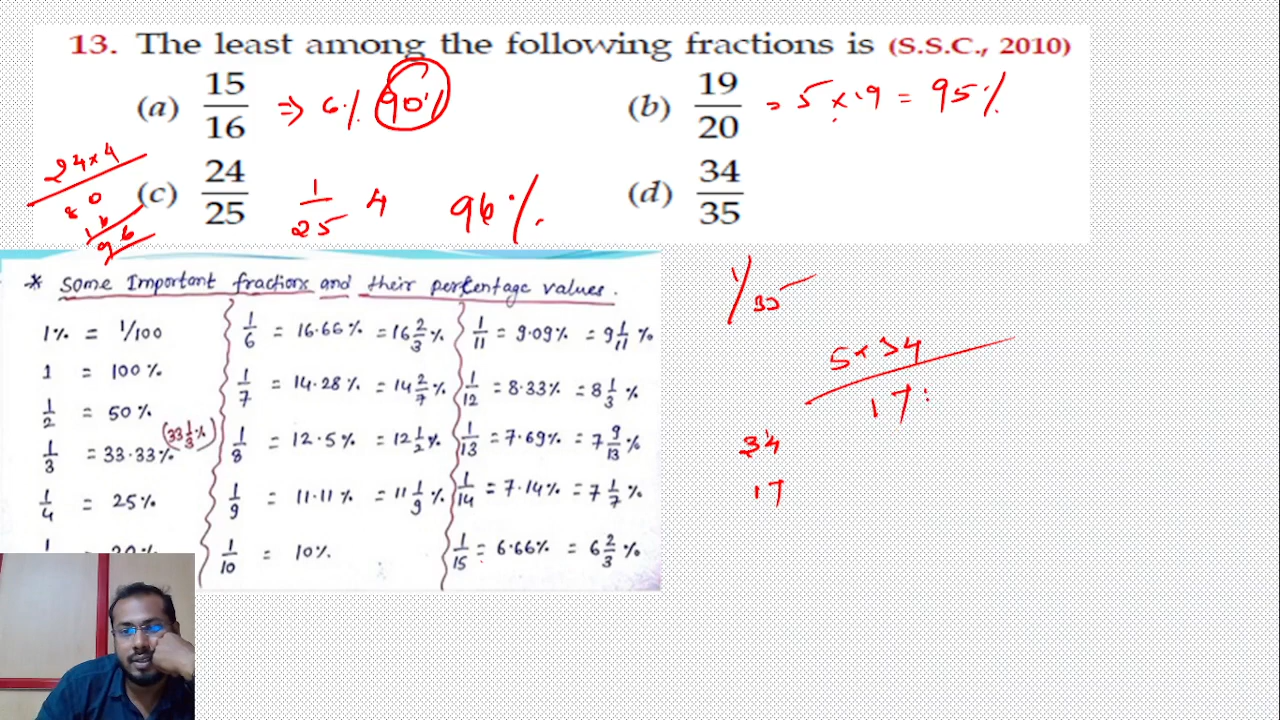 13. The least among the following fractions is (S.S.C., 2010)
(a) 15/16 ⇒ 6% 90%
(b) 19/20 = 5 × 19 = 95%
24 × 4
80
16
96
(c) 24/25 1/25 4 96%
(d) 34/35
* Some Important fractions and their percentage values.
1% = 1/100
1 = 100%
1/2 = 50%
1/3 = 33.33% (33 1/3 %)
1/4 = 25%
20%
1/6 = 16.66% = 16 2/3 %
1/7 = 14.28% = 14 2/7 %
1/8 = 12.5% = 12 1/2 %
1/9 = 11.11% = 11 1/9 %
1/10 = 10%
1/11 = 9.09% = 9 1/11 %
1/12 = 8.33% = 8 1/3 %
1/13 = 7.69% = 7 9/13 %
1/14 = 7.14% = 7 1/7 %
1/15 = 6.66% = 6 2/3 %
1/35
5 × 34
17
34
17